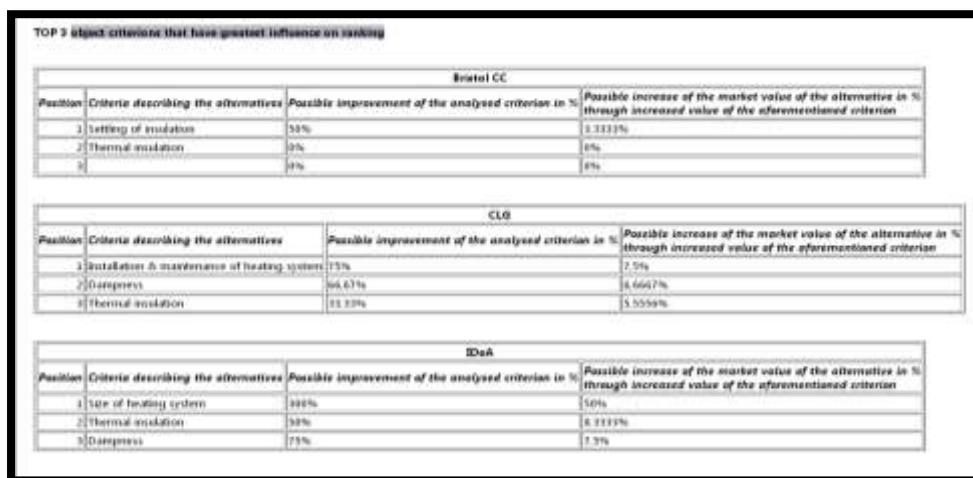 TOP 3 object criterions that have greatest influence on ranking
Bristol CC
Position Criteria describing the alternatives Possible improvement of the analysed criterion in % Possible increase of the market value of the alternative in %
through increased value of the aforementioned criterion
1 Settling of insulation 50% 3.3333%
2 Thermal insulation 0% 0%
3 0% 0%
CLG
Position Criteria describing the alternatives Possible improvement of the analysed criterion in % Possible increase of the market value of the alternative in %
through increased value of the aforementioned criterion
1 Installation & maintenance of heating system 75% 7.5%
2 Dampness 66.67% 6.6667%
3 Thermal insulation 33.33% 5.5556%
IDeA
Position Criteria describing the alternatives Possible improvement of the analysed criterion in % Possible increase of the market value of the alternative in %
through increased value of the aforementioned criterion
1 Size of heating system 300% 50%
2 Thermal insulation 50% 8.3333%
3 Dampness 75% 7.5%